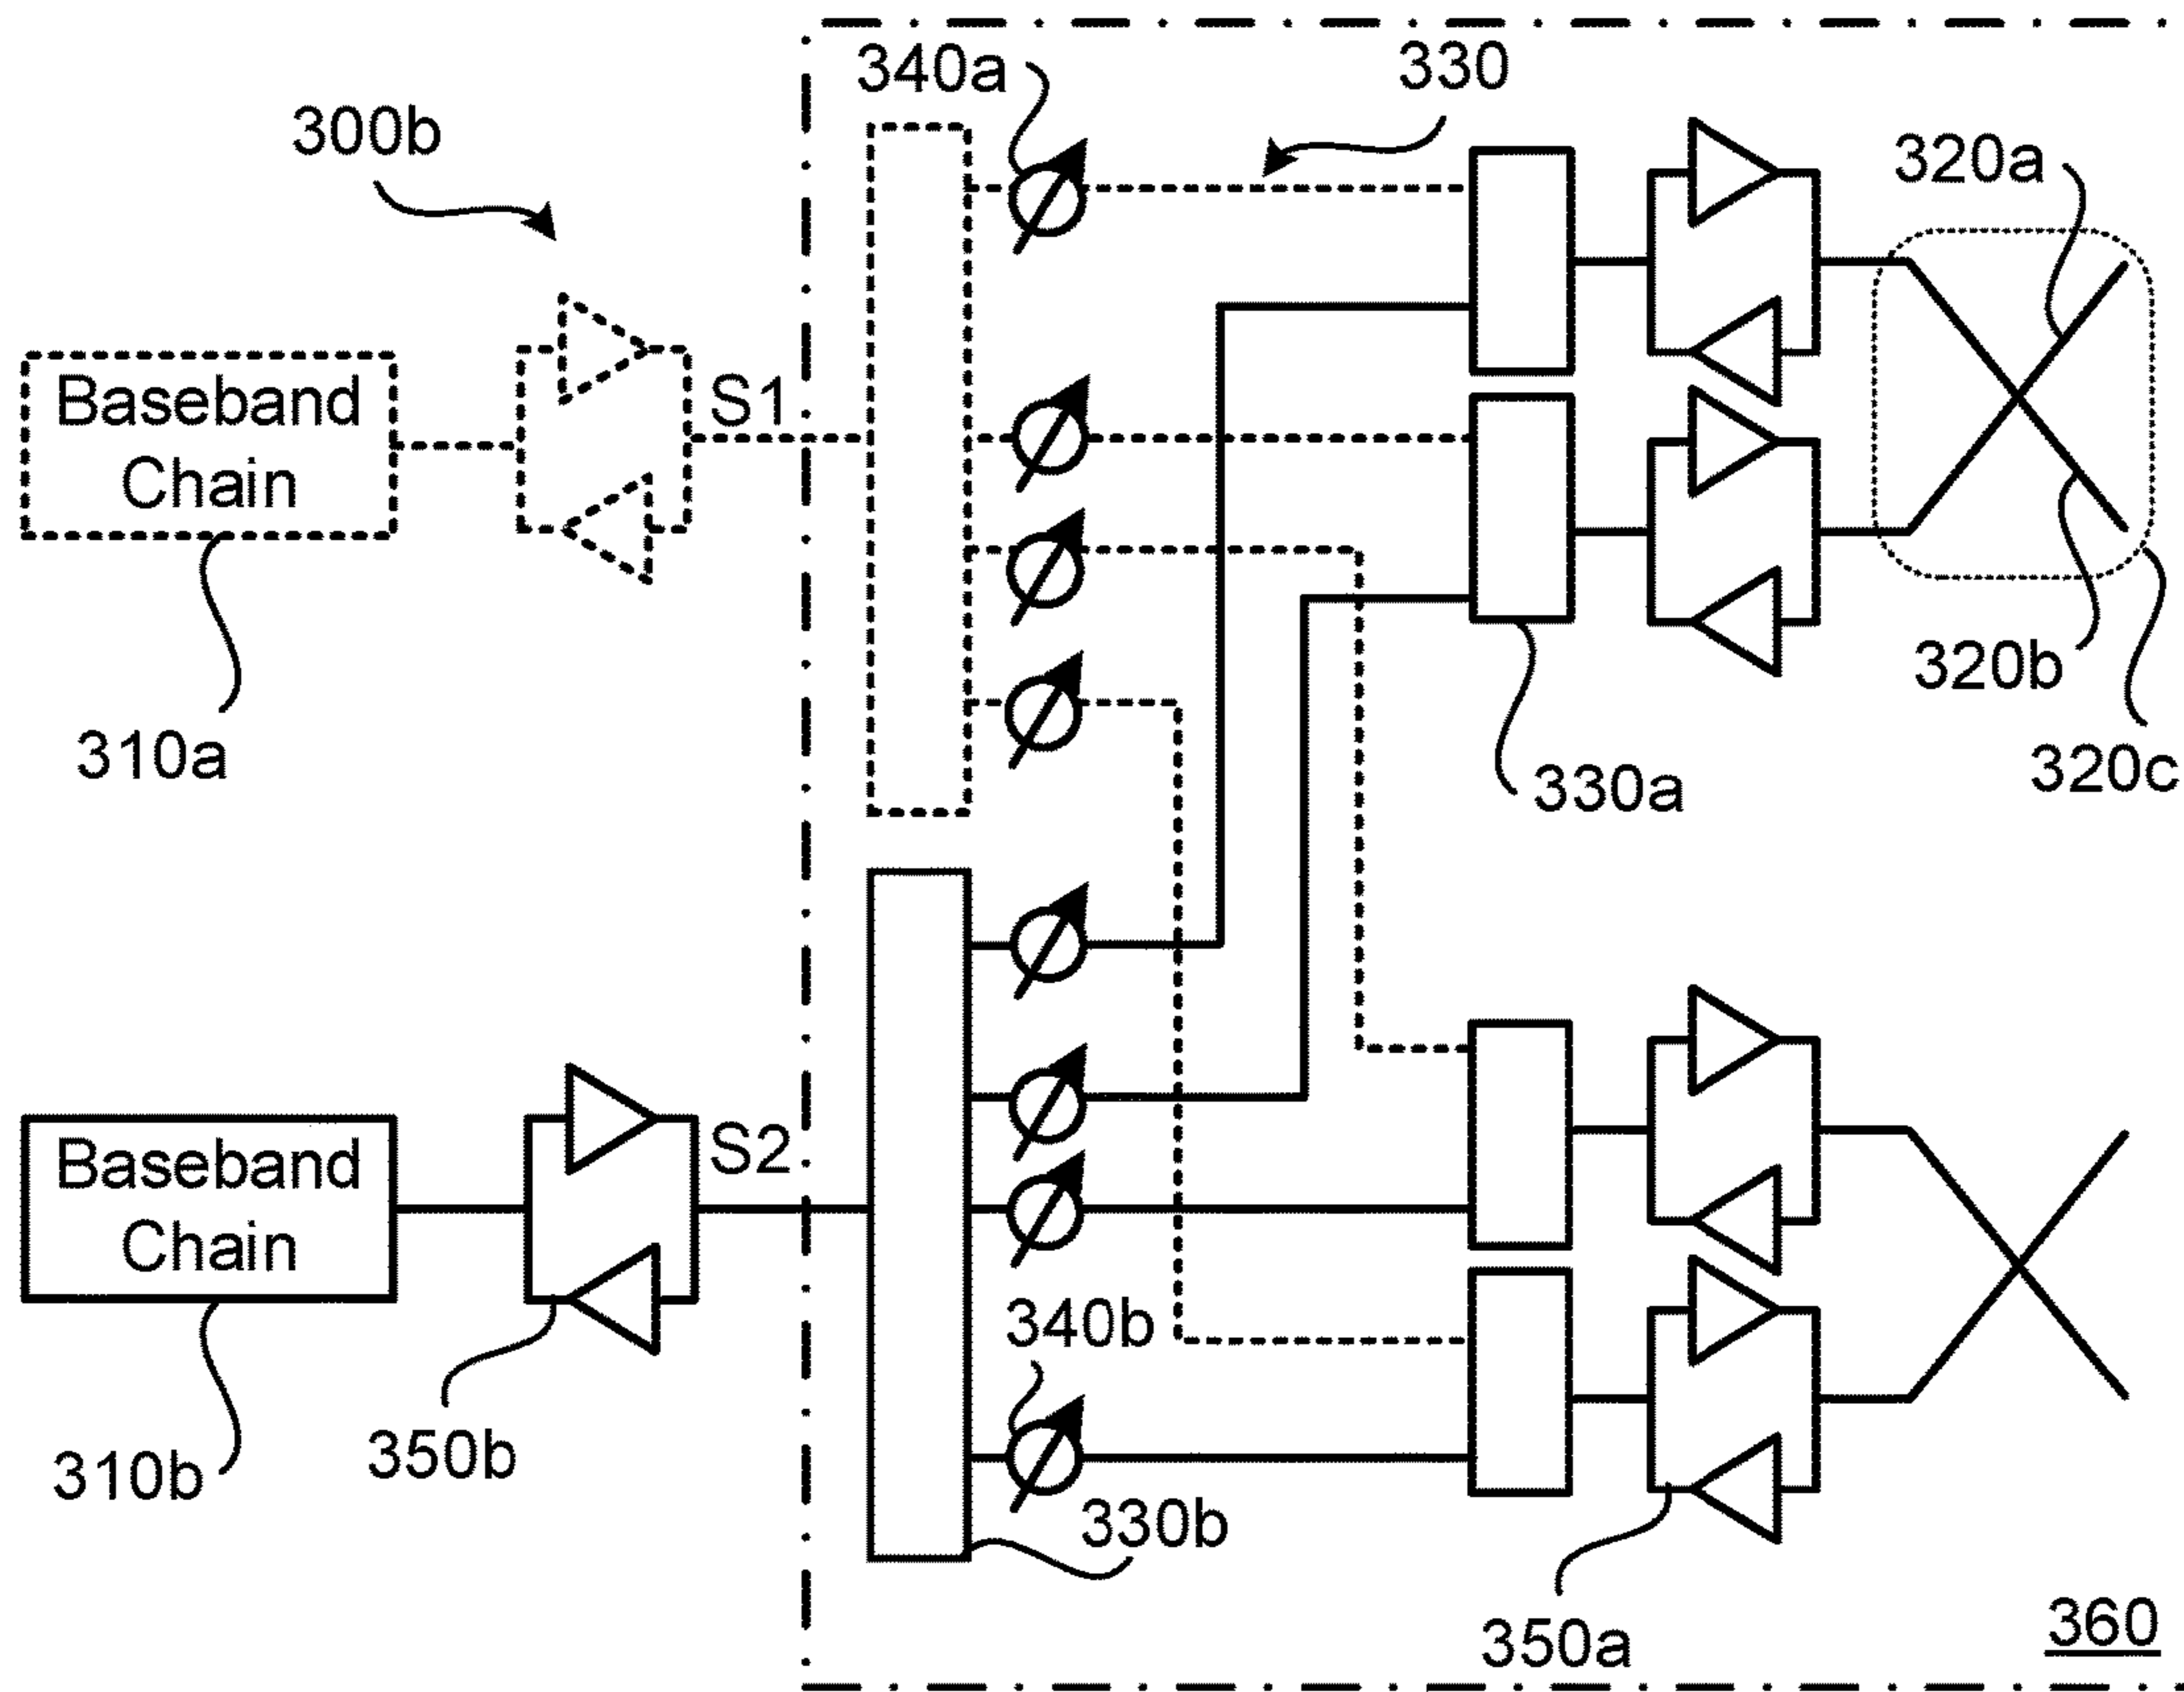 340a
330
300b
320a
Baseband
Chain
S1
320b
310a
330a
320c
Baseband
Chain
S2
340b
310b
350b
330b
350a
360